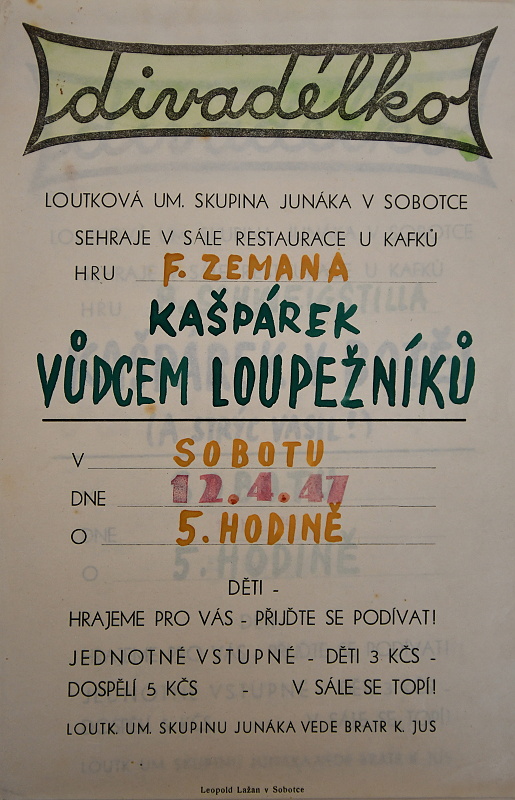 divadélko
LOUTKOVÁ UM. SKUPINA JUNÁKA V SOBOTCE
SEHRAJE V SÁLE RESTAURACE U KAFKŮ
HRU F. ZEMANA
KAŠPÁREK
VŮDCEM LOUPEŽNÍKŮ
V SOBOTU
DNE 12.4.47
O 5. HODINĚ
DĚTI -
HRAJEME PRO VÁS - PŘIJĎTE SE PODÍVAT!
JEDNOTNÉ VSTUPNÉ - DĚTI 3 KČS -
DOSPĚLÍ 5 KČS - V SÁLE SE TOPÍ!
LOUTK. UM. SKUPINU JUNÁKA VEDE BRATR K. JUS
Leopold Lažan v Sobotce